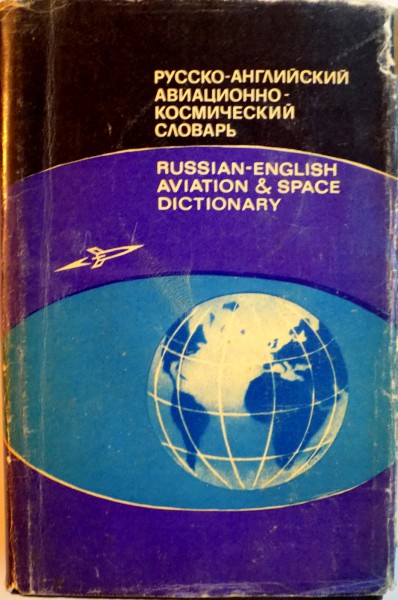 РУССКО-АНГЛИЙСКИЙ
АВИАЦИОННО-
КОСМИЧЕСКИЙ
СЛОВАРЬ
RUSSIAN-ENGLISH
AVIATION & SPACE
DICTIONARY